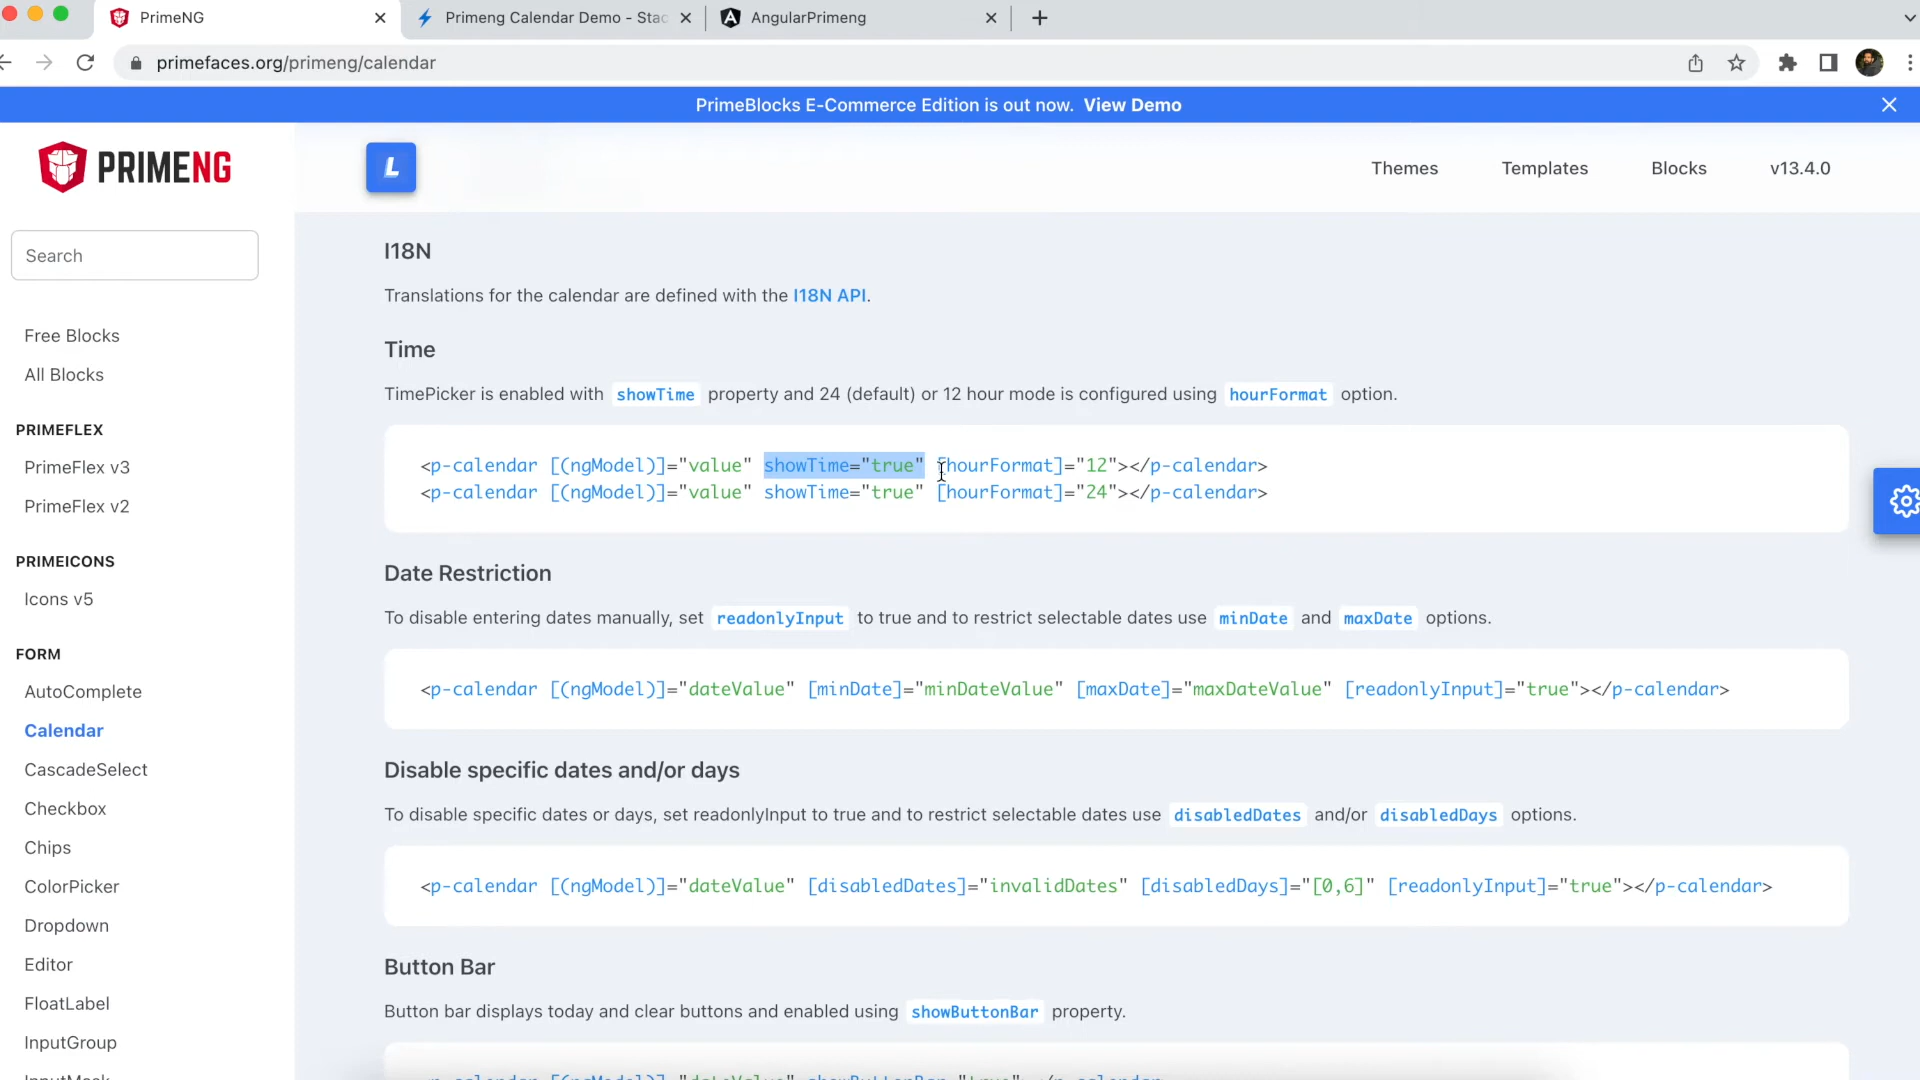 PrimeNG
Primeng Calendar Demo - Stac
AngularPrimeng
primefaces.org/primeng/calendar
PrimeBlocks E-Commerce Edition is out now. View Demo
PRIMENG
L
Themes
Templates
Blocks
v13.4.0
Search
Free Blocks
All Blocks
PRIMEFLEX
PrimeFlex v3
PrimeFlex v2
PRIMEICONS
Icons v5
FORM
AutoComplete
Calendar
CascadeSelect
Checkbox
Chips
ColorPicker
Dropdown
Editor
FloatLabel
InputGroup
InputMask
I18N
Translations for the calendar are defined with the I18N API.
Time
TimePicker is enabled with showTime property and 24 (default) or 12 hour mode is configured using hourFormat option.
<p-calendar [(ngModel)]="value" showTime="true" [hourFormat]="12"></p-calendar>
<p-calendar [(ngModel)]="value" showTime="true" [hourFormat]="24"></p-calendar>
Date Restriction
To disable entering dates manually, set readonlyInput to true and to restrict selectable dates use minDate and maxDate options.
<p-calendar [(ngModel)]="dateValue" [minDate]="minDateValue" [maxDate]="maxDateValue" [readonlyInput]="true"></p-calendar>
Disable specific dates and/or days
To disable specific dates or days, set readonlyInput to true and to restrict selectable dates use disabledDates and/or disabledDays options.
<p-calendar [(ngModel)]="dateValue" [disabledDates]="invalidDates" [disabledDays]="[0,6]" [readonlyInput]="true"></p-calendar>
Button Bar
Button bar displays today and clear buttons and enabled using showButtonBar property.
<p-calendar [(ngModel)]="dateValue" showButtonBar="true"></p-calendar>